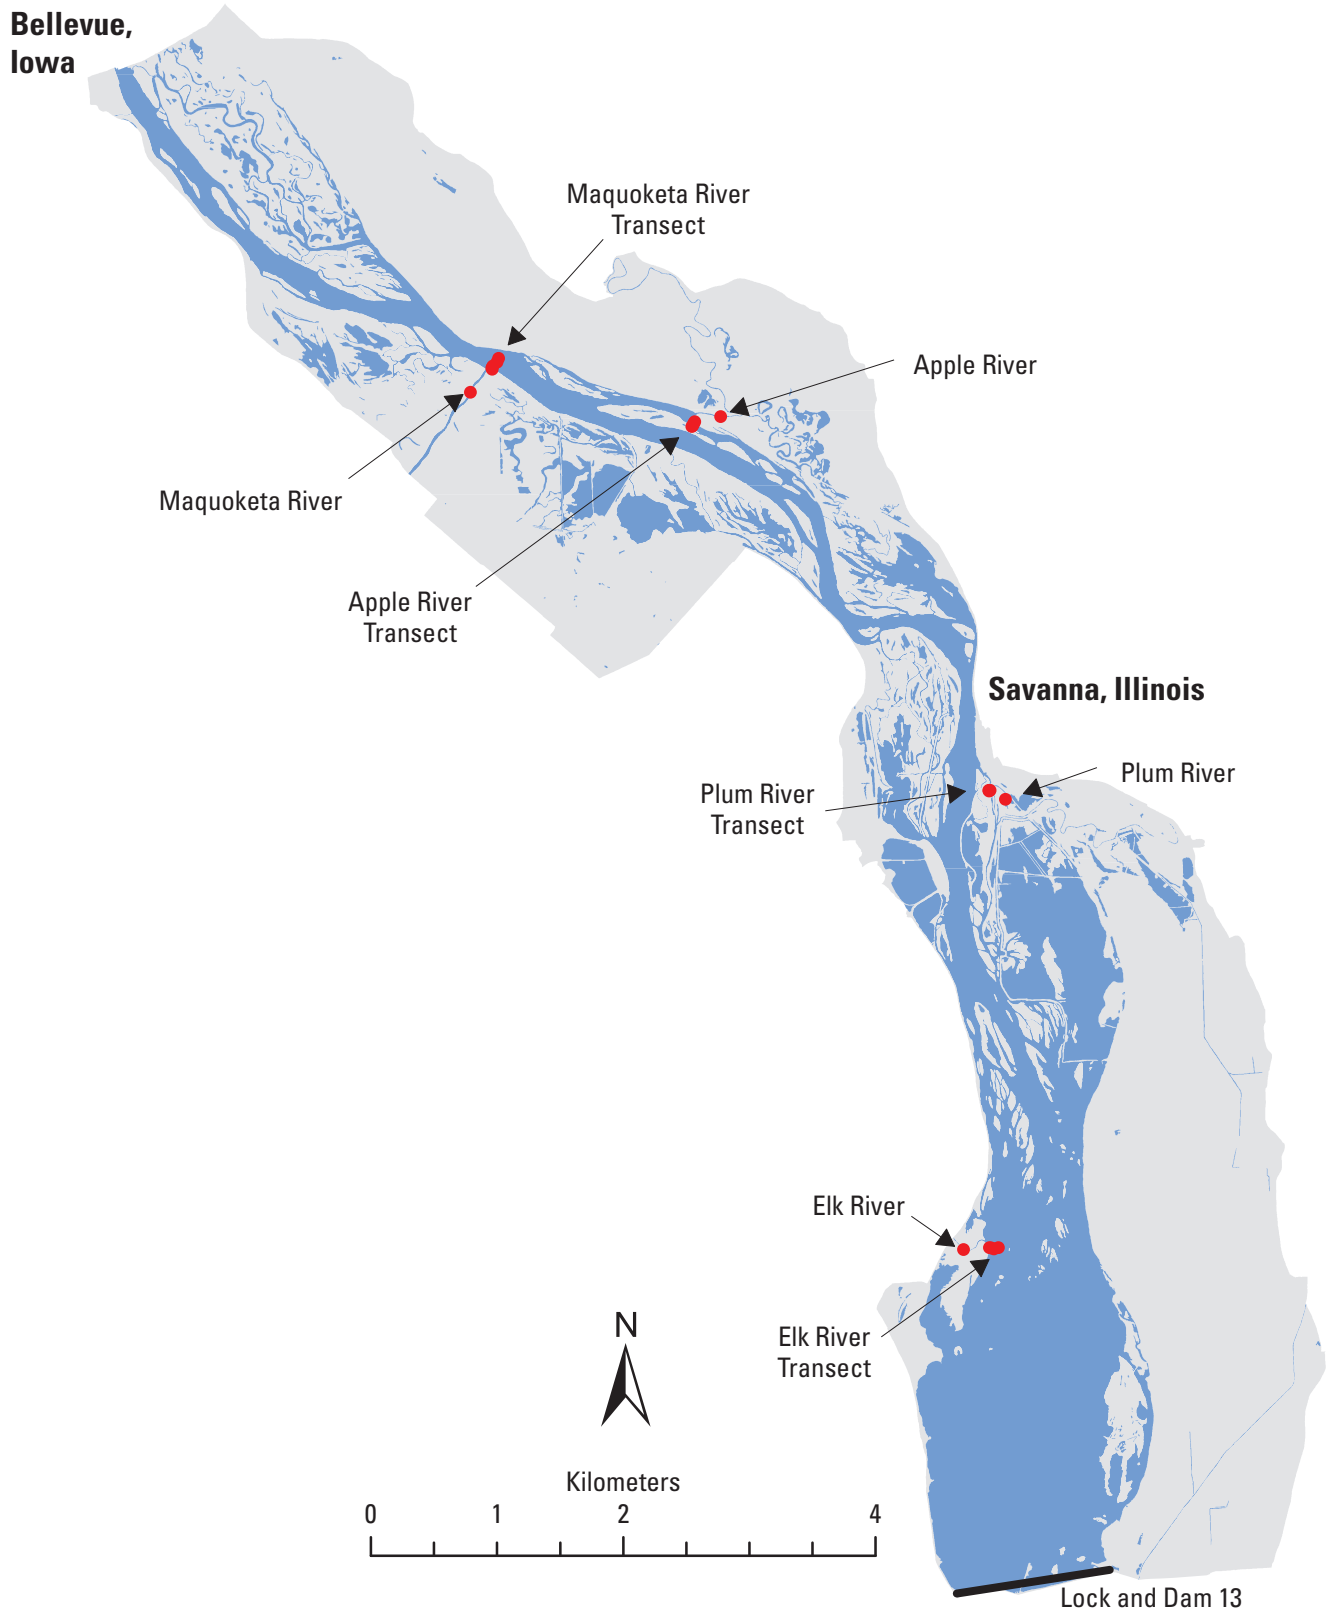 Bellevue,
Iowa
Maquoketa River
Transect
Apple River
Maquoketa River
Apple River
Transect
Savanna, Illinois
Plum River
Plum River
Transect
Elk River
Elk River
Transect
N
Kilometers
0 1 2 4
Lock and Dam 13